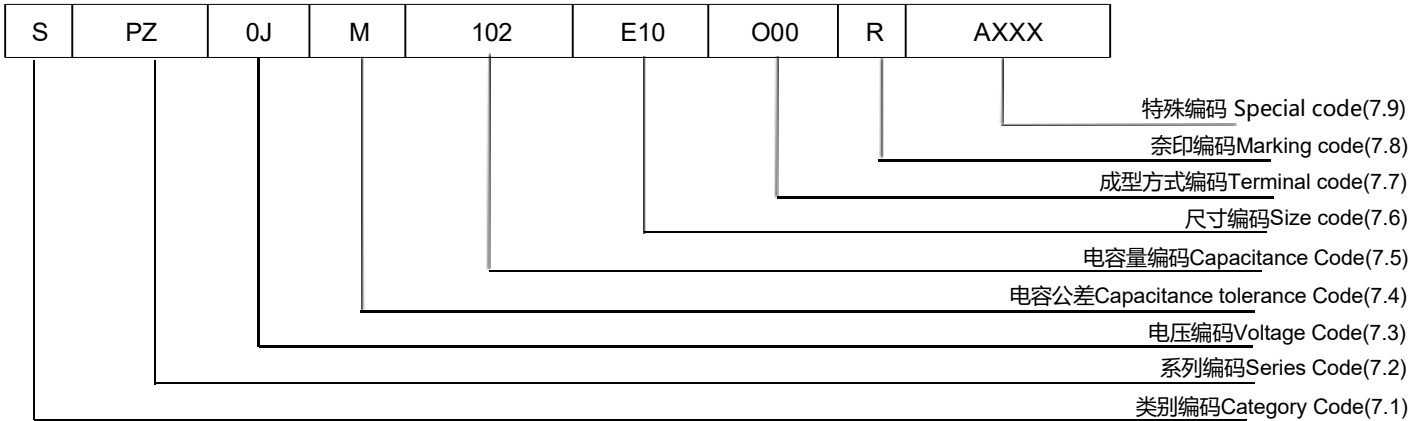 S PZ 0J M 102 E10 O00 R AXXX
特殊编码 Special code(7.9)
奈印编码Marking code(7.8)
成型方式编码Terminal code(7.7)
尺寸编码Size code(7.6)
电容量编码Capacitance Code(7.5)
电容公差Capacitance tolerance Code(7.4)
电压编码Voltage Code(7.3)
系列编码Series Code(7.2)
类别编码Category Code(7.1)